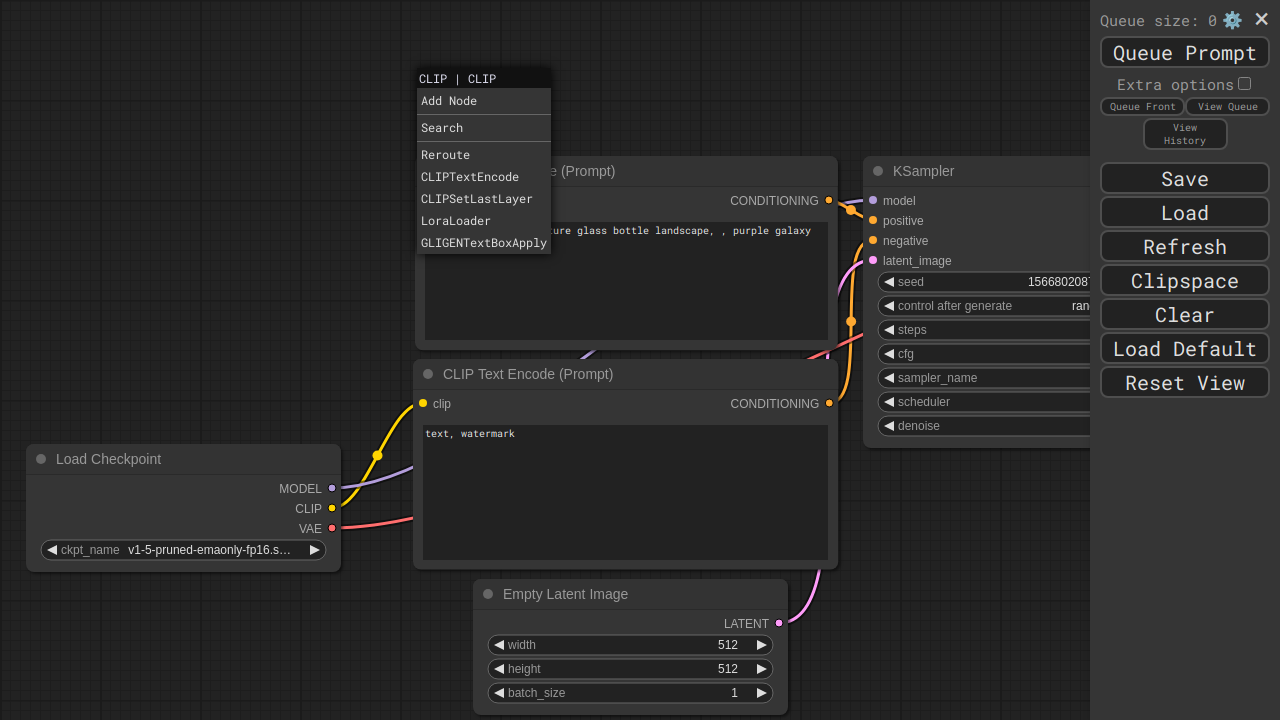 CLIP | CLIP
Add Node
Search
Reroute
CLIPTextEncode
CLIPSetLastLayer
LoraLoader
GLIGENTextBoxApply
(Prompt)
CONDITIONING
glass bottle landscape, , purple galaxy
CLIP Text Encode (Prompt)
clip
CONDITIONING
text, watermark
Load Checkpoint
MODEL
CLIP
VAE
ckpt_name v1-5-pruned-emaonly-fp16.s…
Empty Latent Image
LATENT
width 512
height 512
batch_size 1
KSampler
model
positive
negative
latent_image
seed 1566802087
control after generate
steps
cfg
sampler_name
scheduler
denoise
Queue size: 0
Queue Prompt
Extra options
Queue Front View Queue
View
History
Save
Load
Refresh
Clipspace
Clear
Load Default
Reset View